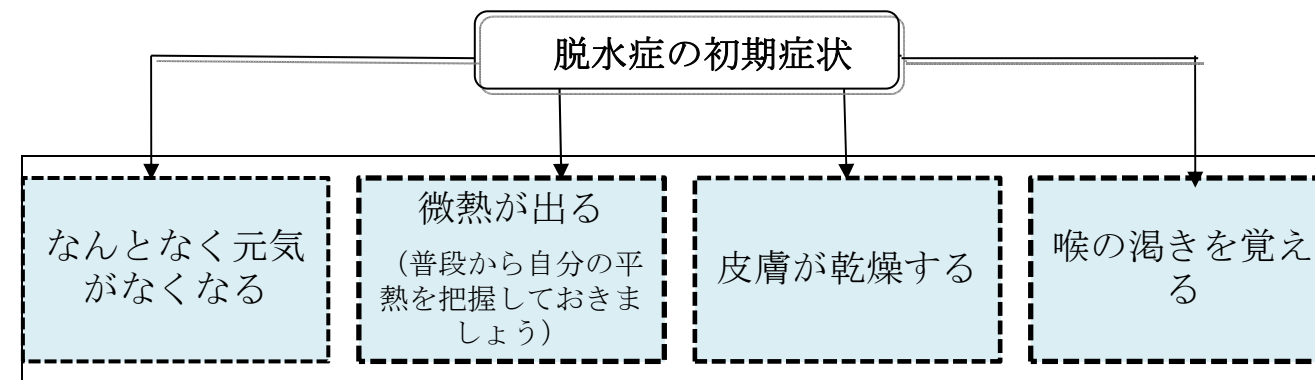 脱水症の初期症状
なんとなく元気
がなくなる
微熱が出る
（普段から自分の平
熱を把握しておきま
しょう）
皮膚が乾燥する
喉の渇きを覚え
る